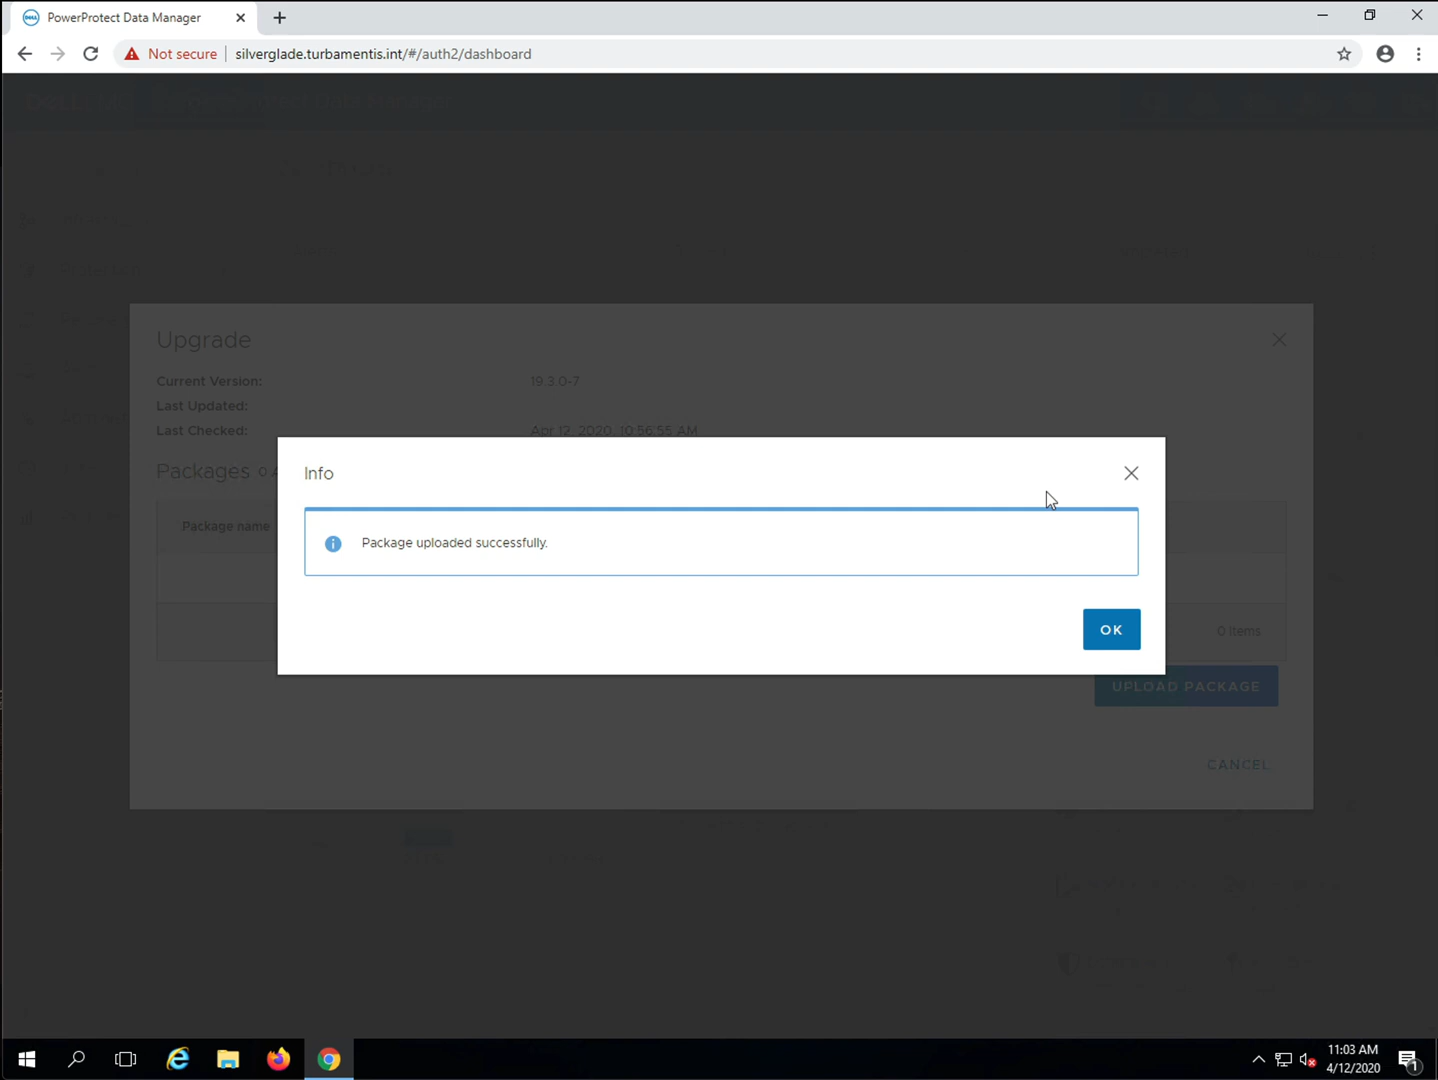 PowerProtect Data Manager
Not secure
silverglade.turbamentis.int/#/auth2/dashboard
Upgrade
Current Version: 19.3.0-7
Last Updated:
Last Checked: Apr 12, 2020, 10:56:55 AM
Packages
Info
Package name
Package uploaded successfully.
OK
0 Items
UPLOAD PACKAGE
CANCEL
11:03 AM
4/12/2020
1